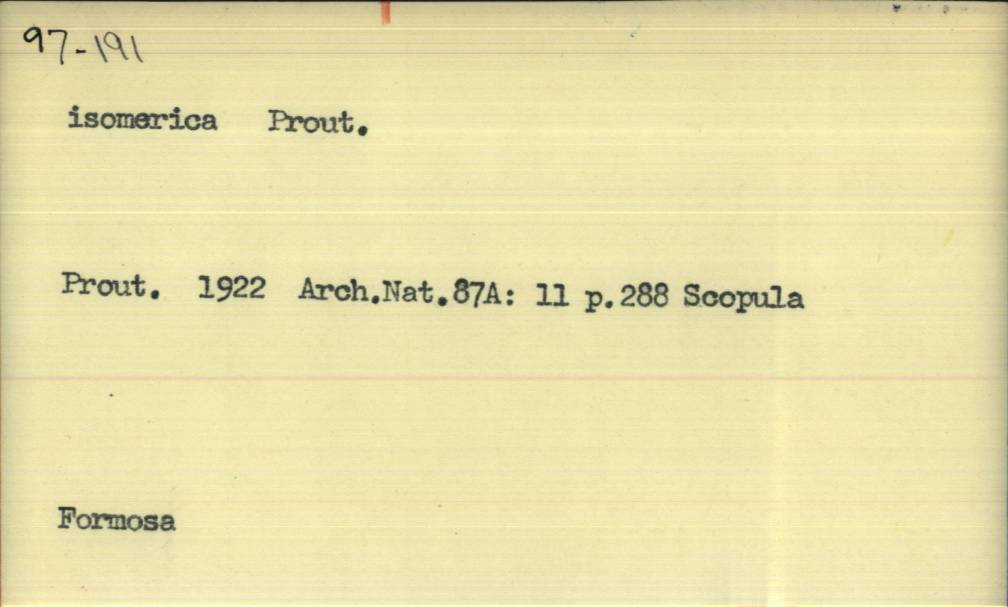 97-191
isomerica Prout.
Prout. 1922 Arch.Nat.87A: 11 p.288 Scopula
Formosa